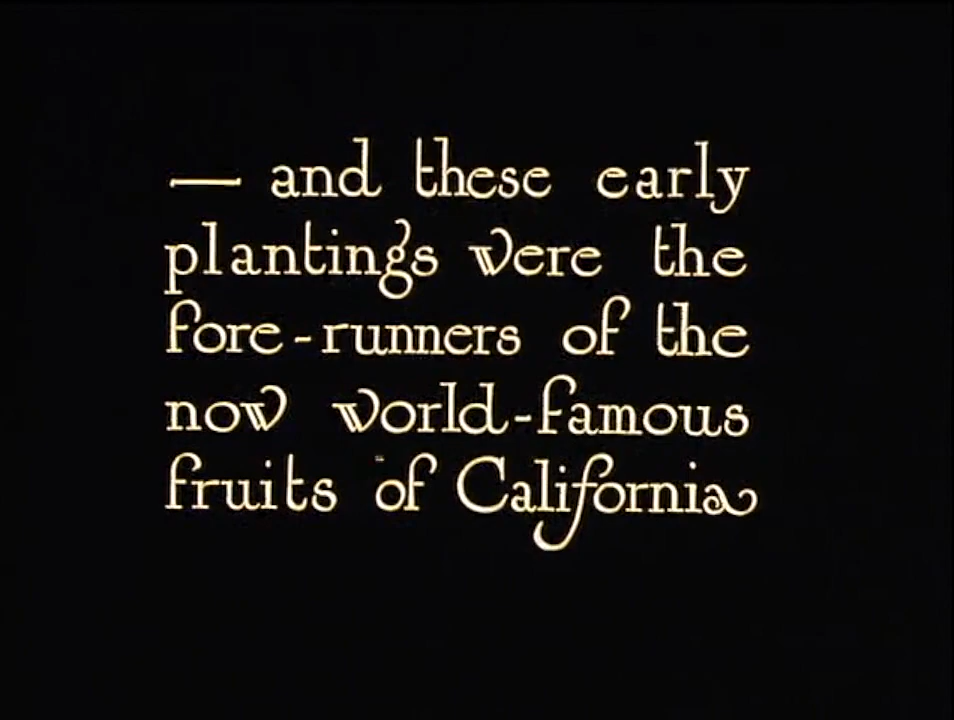 — and these early
plantings were the
fore-runners of the
now world-famous
fruits of California